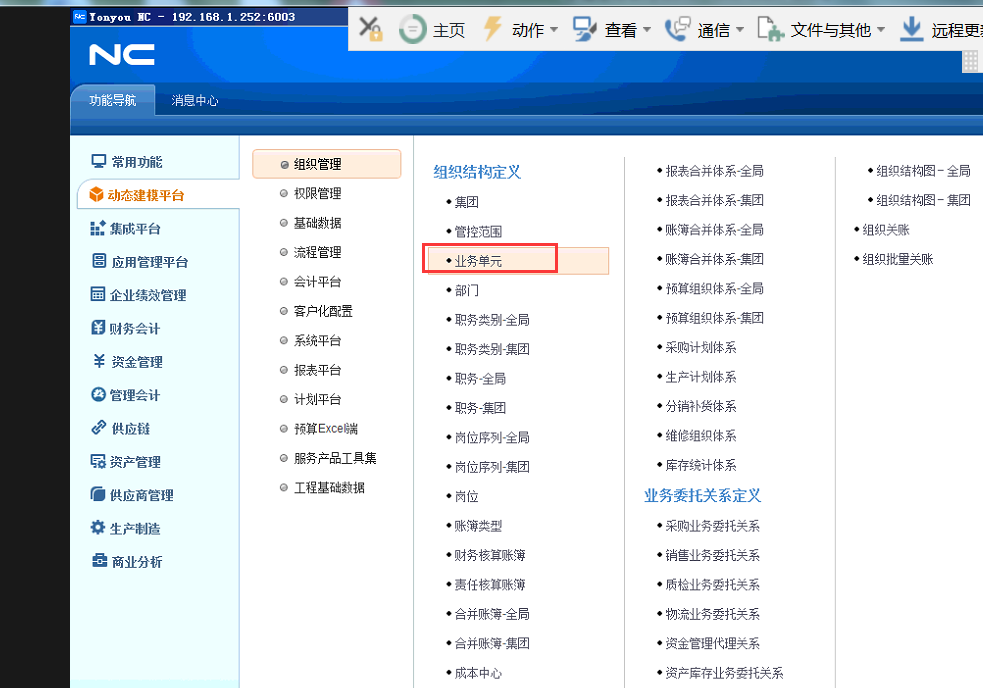 Yonyou NC - 192.168.1.252:6003
主页
动作
查看
通信
文件与其他
远程更新
NC
功能导航
消息中心
常用功能
动态建模平台
集成平台
应用管理平台
企业绩效管理
财务会计
资金管理
管理会计
供应链
资产管理
供应商管理
生产制造
商业分析
组织管理
权限管理
基础数据
流程管理
会计平台
客户化配置
系统平台
报表平台
计划平台
预算Excel端
服务产品工具集
工程基础数据
组织结构定义
集团
管控范围
业务单元
部门
职务类别-全局
职务类别-集团
职务-全局
职务-集团
岗位序列-全局
岗位序列-集团
岗位
账簿类型
财务核算账簿
责任核算账簿
合并账簿-全局
合并账簿-集团
成本中心
报表合并体系-全局
报表合并体系-集团
账簿合并体系-全局
账簿合并体系-集团
预算组织体系-全局
预算组织体系-集团
采购计划体系
生产计划体系
分销补货体系
维修组织体系
库存统计体系
业务委托关系定义
采购业务委托关系
销售业务委托关系
质检业务委托关系
物流业务委托关系
资金管理代理关系
资产库存业务委托关系
组织结构图-全局
组织结构图-集团
组织关账
组织批量关账